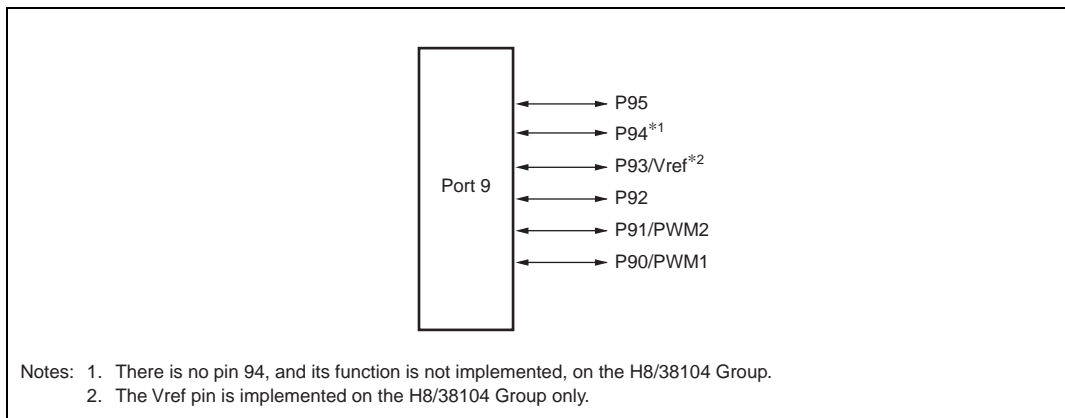 Port 9
P95
P94*1
P93/Vref*2
P92
P91/PWM2
P90/PWM1
Notes: 1. There is no pin 94, and its function is not implemented, on the H8/38104 Group.
2. The Vref pin is implemented on the H8/38104 Group only.